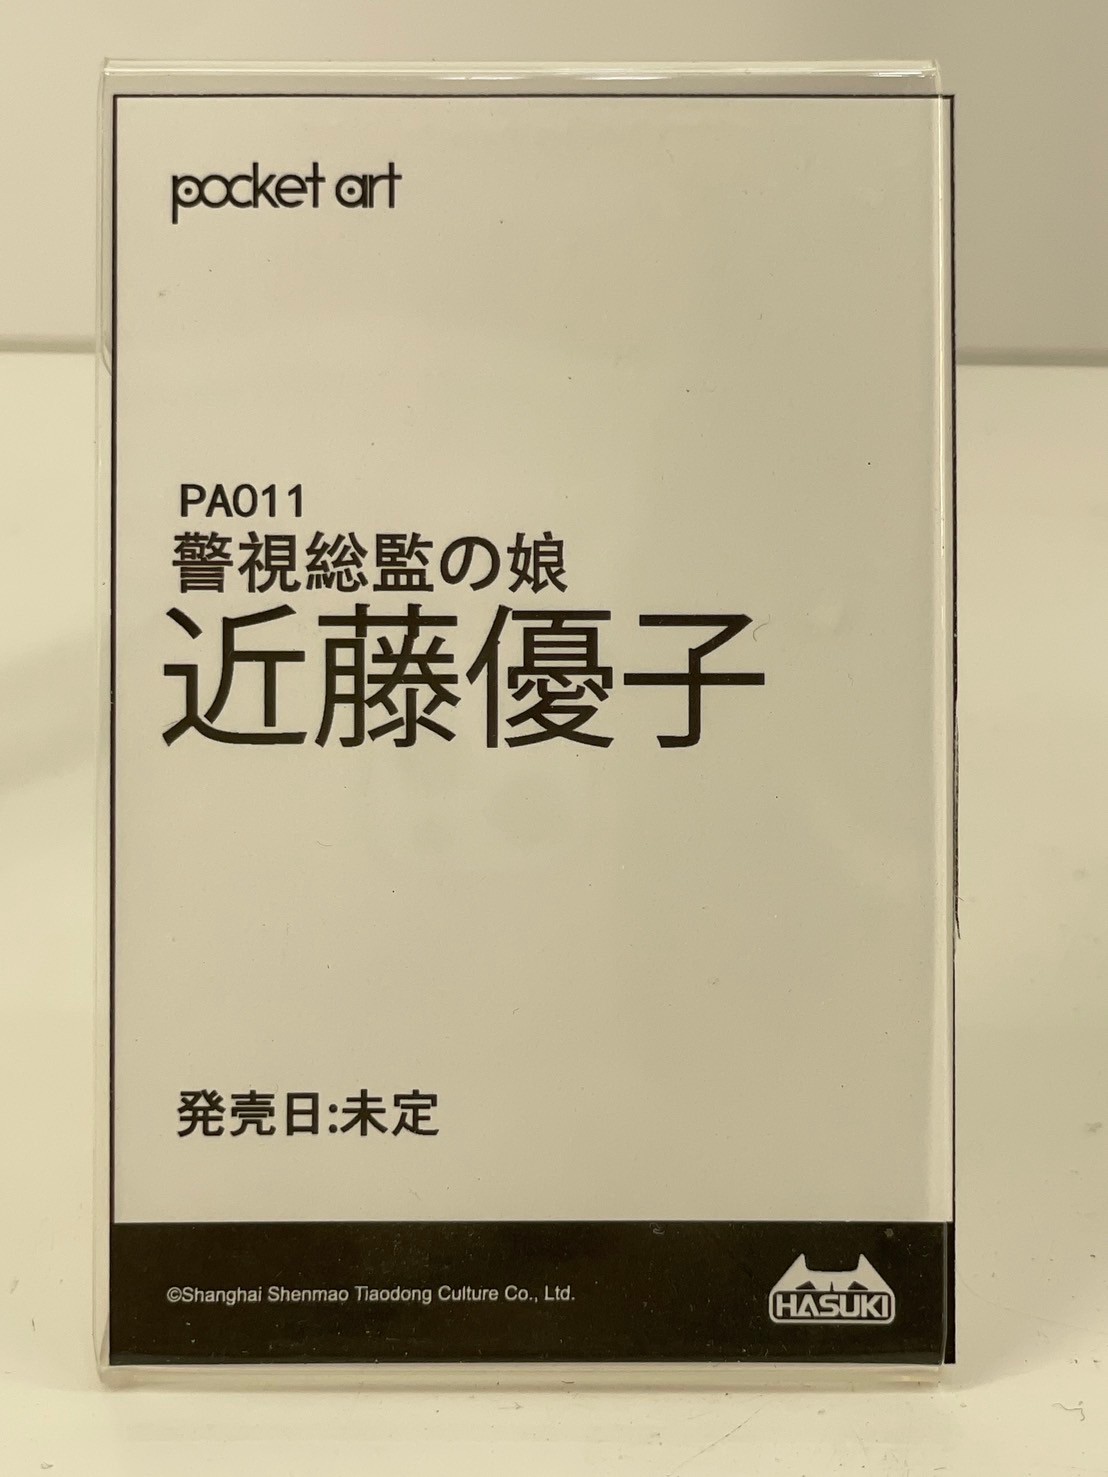 pocket art
PA011
警視総監の娘
近藤優子
発売日:未定
©Shanghai Shenmao Tiaodong Culture Co., Ltd.
HASUKI